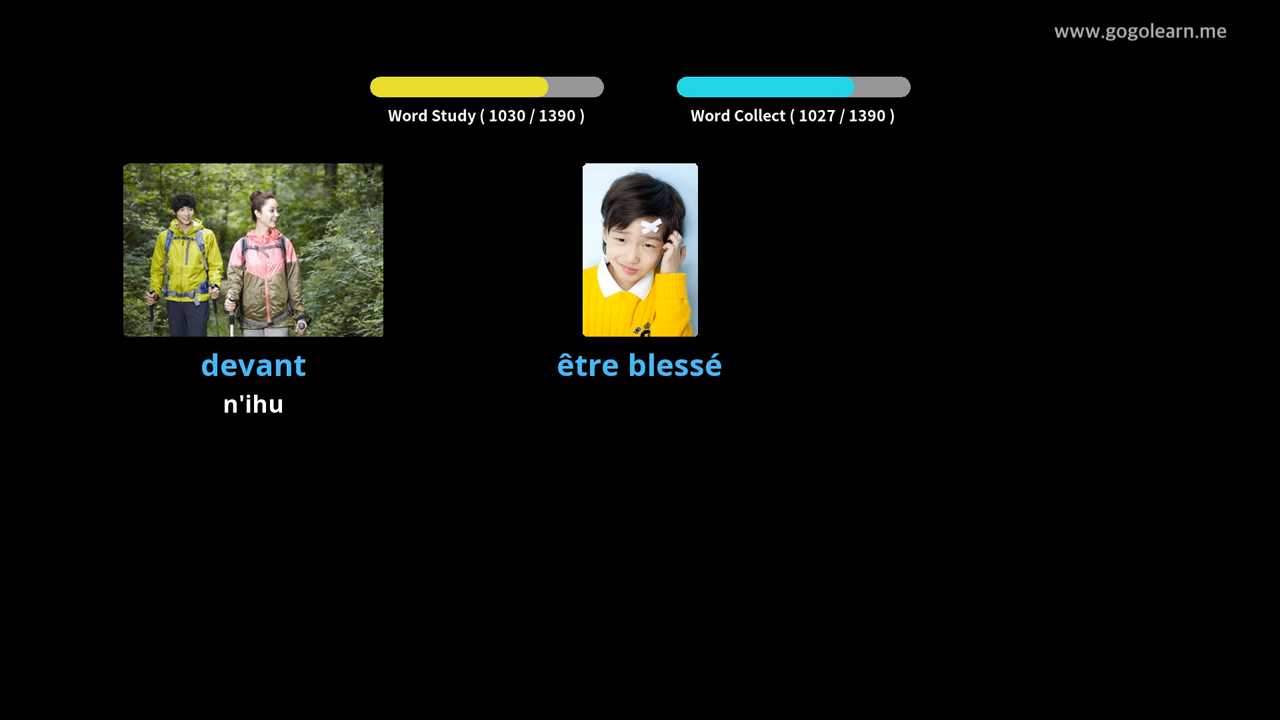 www.gogolearn.me
Word Study ( 1030 / 1390 )
Word Collect ( 1027 / 1390 )
devant
n'ihu
être blessé